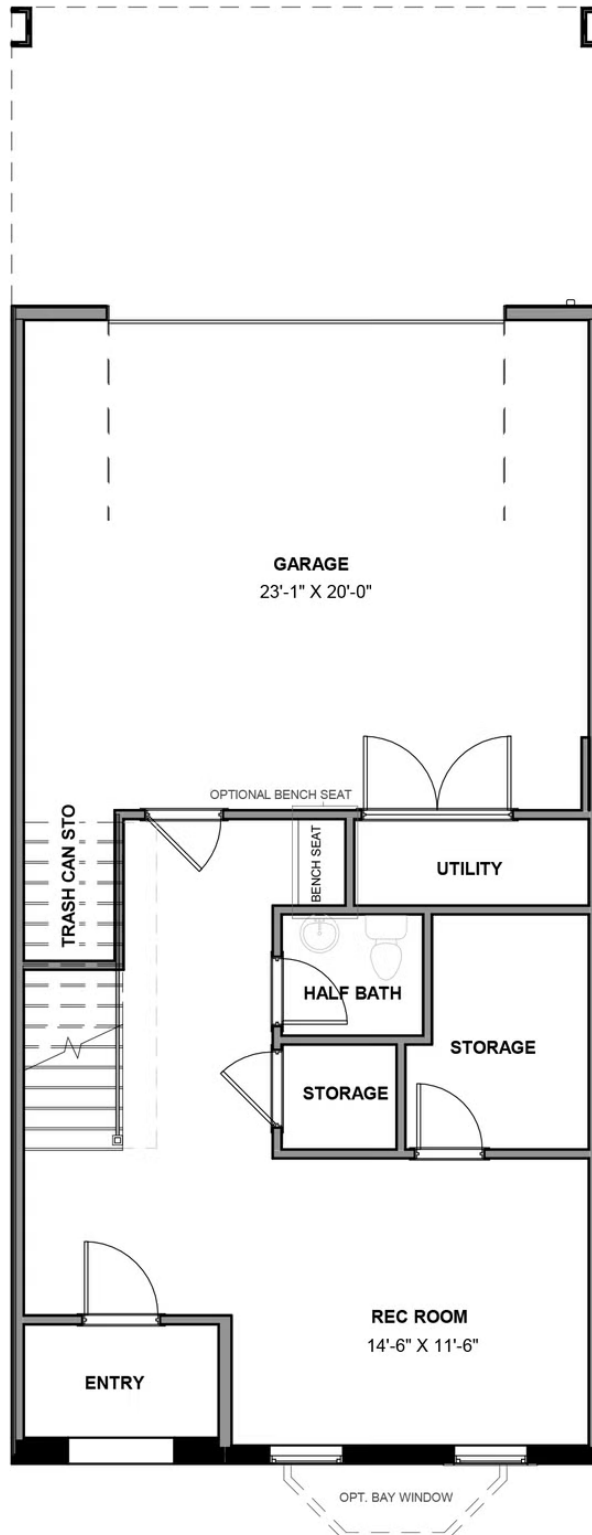 GARAGE
23'-1" X 20'-0"
OPTIONAL BENCH SEAT
TRASH CAN STO
BENCH SEAT
UTILITY
HALF BATH
STORAGE
STORAGE
REC ROOM
14'-6" X 11'-6"
ENTRY
OPT. BAY WINDOW